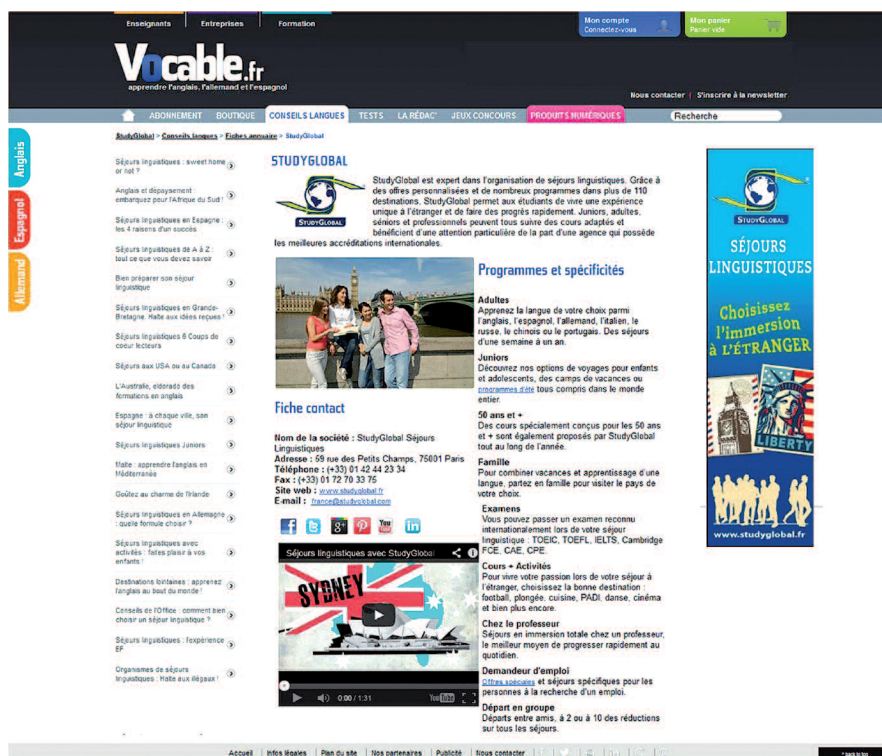 Enseignants
Entreprises
Formation
Mon compte
Connectez-vous
Mon panier
Panier vide
Vocable.fr
apprendre l'anglais, l'allemand et l'espagnol
Nous contacter | S'inscrire à la newsletter
ABONNEMENT BOUTIQUE CONSEILS LANGUES TESTS LA RÉDAC' JEUX CONCOURS PRODUITS NUMÉRIQUES Recherche
Anglais
Espagnol
Allemand
StudyGlobal > Conseils langues > Fiches annuaire > StudyGlobal
Séjours linguistiques : sweet home
or not ?
Anglais et dépaysement :
embarquez pour l'Afrique du Sud !
Séjours linguistiques en Espagne :
les 4 raisons d'un succès
Séjours linguistiques de A à Z :
tout ce que vous devez savoir
Bien préparer son séjour
linguistique
Séjours linguistiques en Grande-
Bretagne. Halte aux idées reçues !
Séjours linguistiques 6 Coups de
coeur lecteurs
Séjours aux USA ou au Canada
L'Australie, eldorado des
formations en anglais
Espagne : à chaque ville, son
séjour linguistique
Séjours linguistiques Juniors
Malte : apprendre l'anglais en
Méditerranée
Goûtez au charme de l'Irlande
Séjours linguistiques en Allemagne
: quelle formule choisir ?
Séjours linguistiques avec
activités : faites plaisir à vos
enfants !
Destinations lointaines : apprenez
l'anglais au bout du monde !
Conseils de l'Office : comment bien
choisir un séjour linguistique ?
Séjours linguistiques : l'expérience
EF
Organismes de séjours
linguistiques : Halte aux illégaux !
STUDYGLOBAL
STUDYGLOBAL
StudyGlobal est expert dans l'organisation de séjours linguistiques. Grâce à
des offres personnalisées et de nombreux programmes dans plus de 110
destinations. StudyGlobal permet aux étudiants de vivre une expérience
unique à l'étranger et de faire des progrès rapidement. Juniors, adultes,
séniors et professionnels peuvent tous suivre des cours adaptés et
bénéficient d'une attention particulière de la part d'une agence qui possède
les meilleures accréditations internationales.
Fiche contact
Nom de la société : StudyGlobal Séjours
Linguistiques
Adresse : 59 rue des Petits Champs, 75001 Paris
Téléphone : (+33) 01 42 44 23 34
Fax : (+33) 01 72 70 33 75
Site web : www.studyglobal.fr
E-mail : france@studyglobal.com
f g+ You Tube in
Séjours linguistiques avec StudyGlobal
SYDNEY
0:00 / 1:31 YouTube
Programmes et spécificités
Adultes
Apprenez la langue de votre choix parmi
l'anglais, l'espagnol, l'allemand, l'italien, le
russe, le chinois ou le portugais. Des séjours
d'une semaine à un an.
Juniors
Découvrez nos options de voyages pour enfants
et adolescents, des camps de vacances ou
programmes d'été tous compris dans le monde
entier.
50 ans et +
Des cours spécialement conçus pour les 50 ans
et + sont également proposés par StudyGlobal
tout au long de l'année.
Famille
Pour combiner vacances et apprentissage d'une
langue, partez en famille pour visiter le pays de
votre choix.
Examens
Vous pouvez passer un examen reconnu
internationalement lors de votre séjour
linguistique : TOEIC, TOEFL, IELTS, Cambridge
FCE, CAE, CPE.
Cours + Activités
Pour vivre votre passion lors de votre séjour à
l'étranger, choisissez la bonne destination :
football, plongée, cuisine, PADI, danse, cinéma
et bien plus encore.
Chez le professeur
Séjours en immersion totale chez un professeur,
le meilleur moyen de progresser rapidement au
quotidien.
Demandeur d'emploi
Offres spéciales et séjours spécifiques pour les
personnes à la recherche d'un emploi.
Départ en groupe
Départs entre amis, à 2 ou à 10 des réductions
sur tous les séjours.
STUDYGLOBAL
SÉJOURS
LINGUISTIQUES
Choisissez
l'immersion
à L'ÉTRANGER
LIBERTY
www.studyglobal.fr
Accueil | Infos légales | Plan du site | Nos partenaires | Publicité | Nous contacter
^ back to top